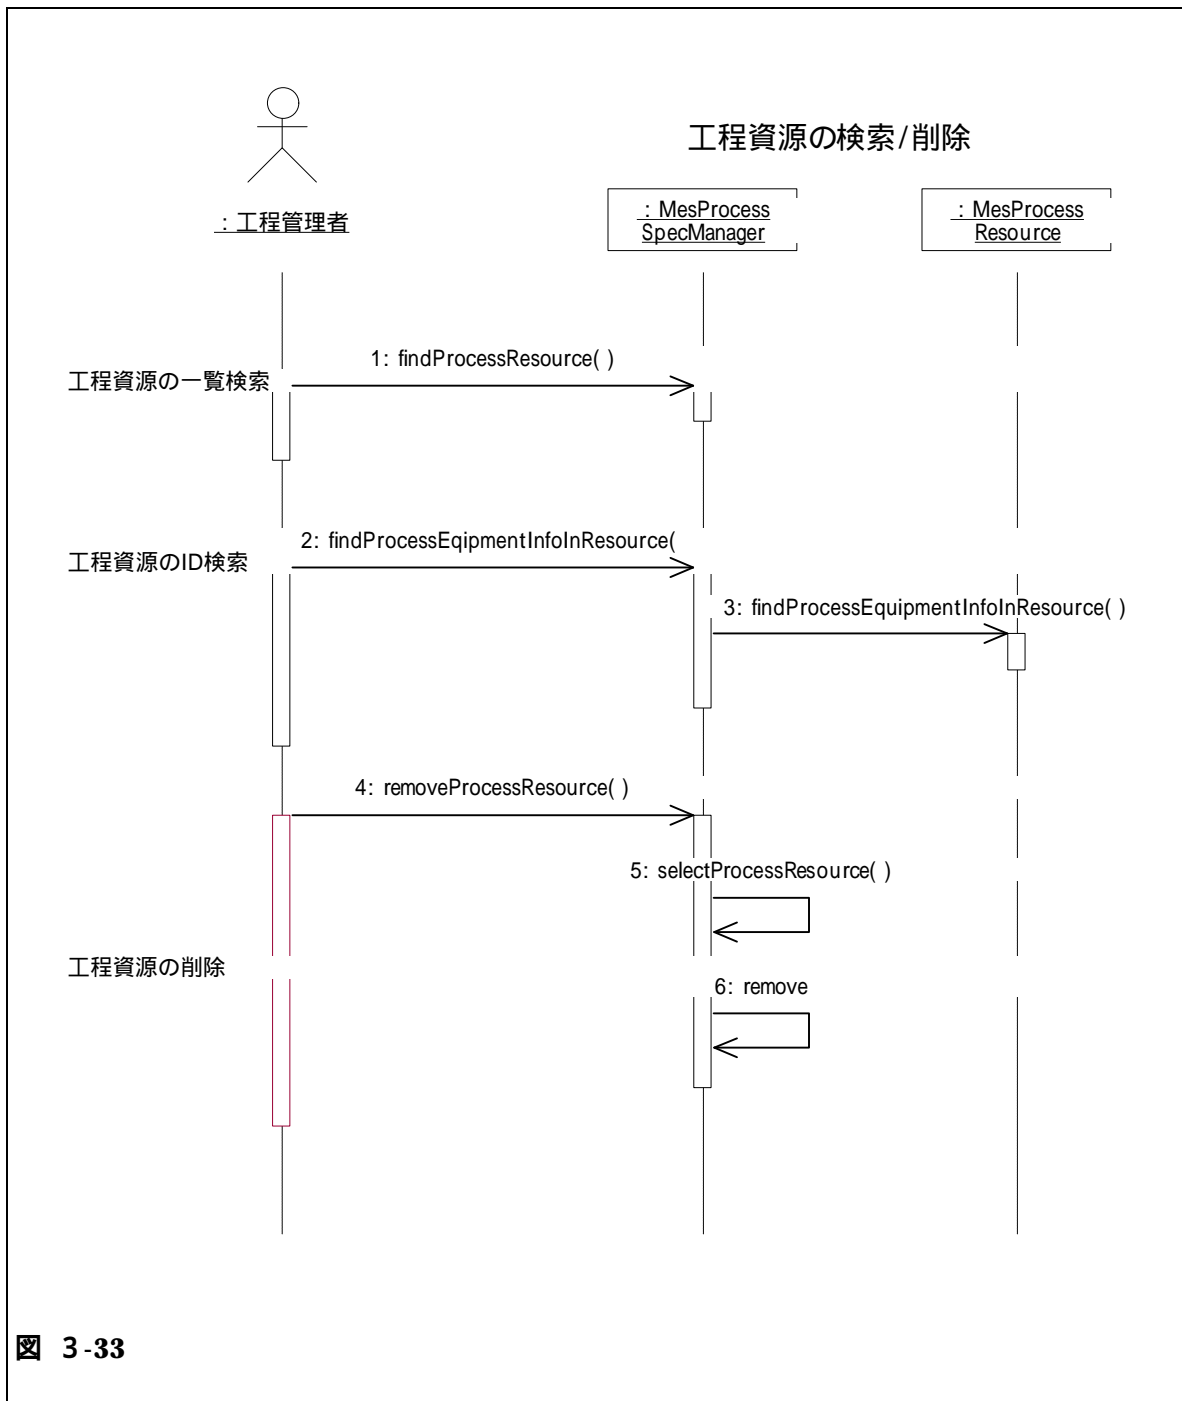 工程資源の検索/削除
: 工程管理者
: MesProcess
SpecManager
: MesProcess
Resource
1: findProcessResource( )
工程資源の一覧検索
2: findProcessEqipmentInfoInResource(
工程資源のID検索
3: findProcessEquipmentInfoInResource( )
4: removeProcessResource( )
5: selectProcessResource( )
工程資源の削除
6: remove
図 3-33